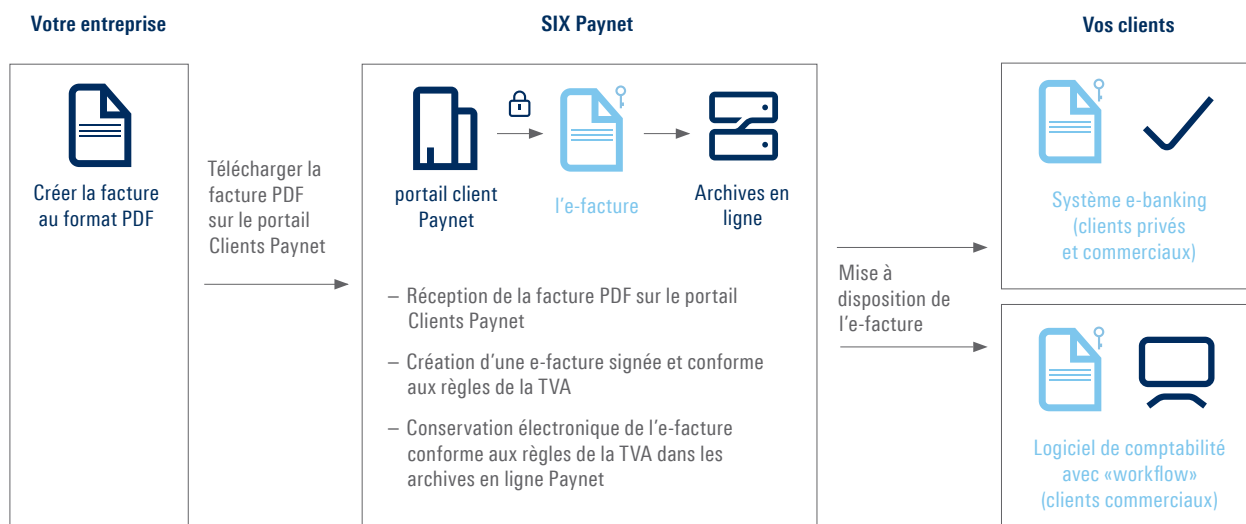 Votre entreprise
SIX Paynet
Vos clients
Créer la facture
au format PDF
Télécharger la
facture PDF
sur le portail
Clients Paynet
portail client
Paynet
l'e-facture
Archives en
ligne
– Réception de la facture PDF sur le portail
Clients Paynet
– Création d'une e-facture signée et conforme
aux règles de la TVA
– Conservation électronique de l'e-facture
conforme aux règles de la TVA dans les
archives en ligne Paynet
Mise à
disposition de
l'e-facture
Système e-banking
(clients privés
et commerciaux)
Logiciel de comptabilité
avec «workflow»
(clients commerciaux)